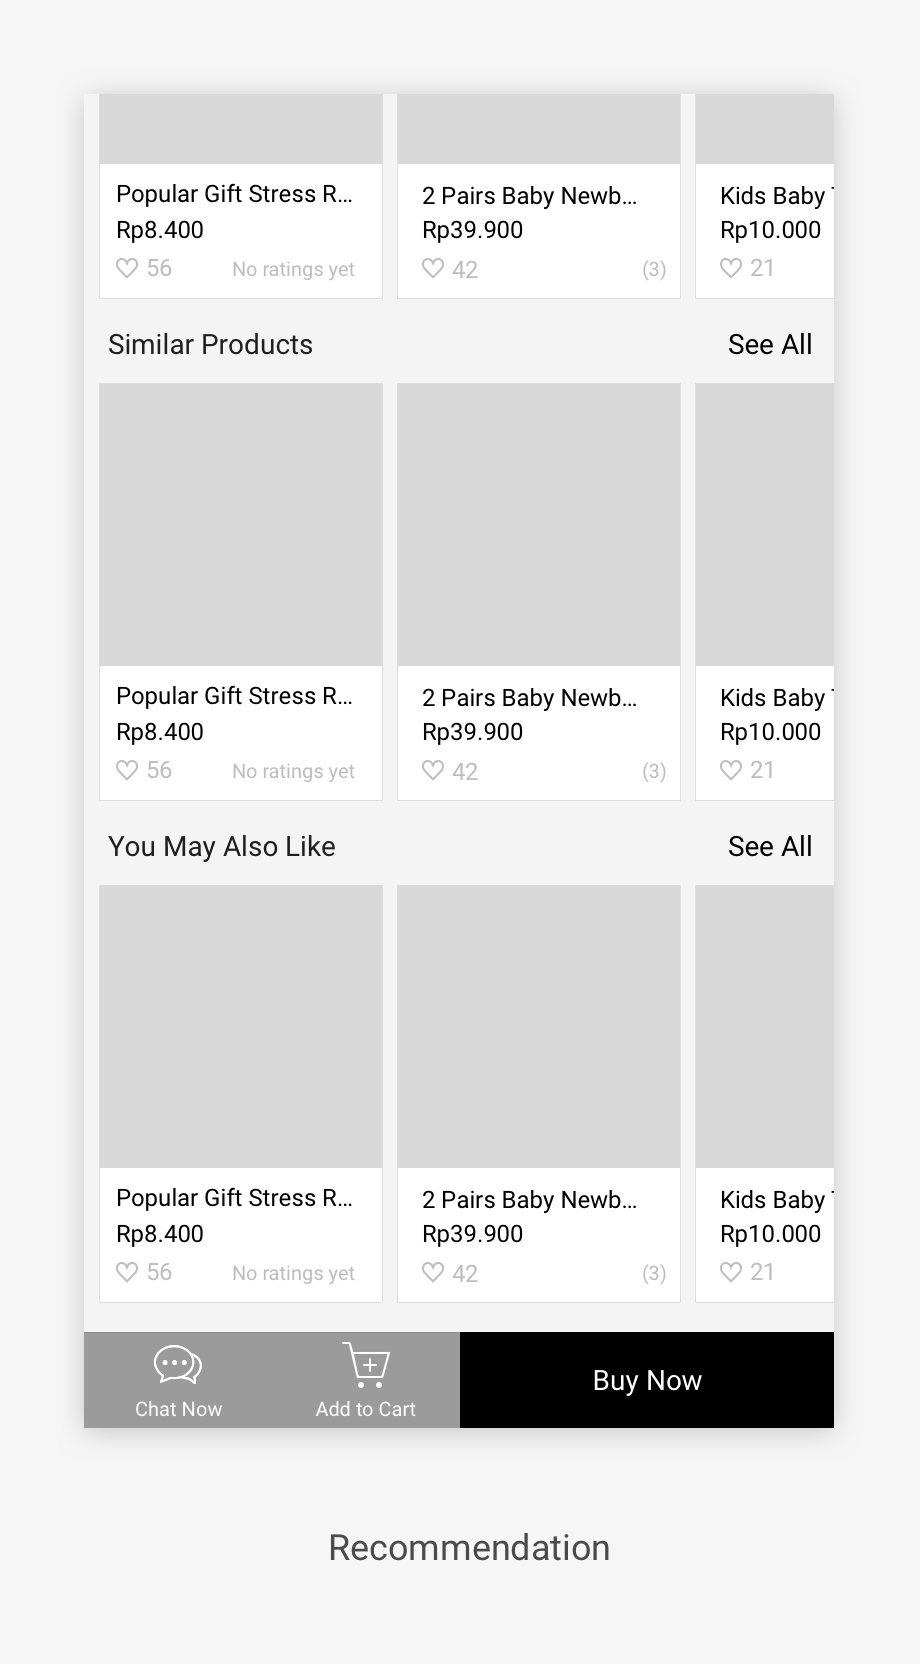 Popular Gift Stress R...
2 Pairs Baby Newb...
Kids Baby
Rp8.400
Rp39.900
Rp10.000
56
No ratings yet
42
(3)
21
Similar Products
See All
Popular Gift Stress R...
2 Pairs Baby Newb...
Kids Baby
Rp8.400
Rp39.900
Rp10.000
56
No ratings yet
42
(3)
21
You May Also Like
See All
Popular Gift Stress R...
2 Pairs Baby Newb...
Kids Baby
Rp8.400
Rp39.900
Rp10.000
56
No ratings yet
42
(3)
21
Chat Now
Add to Cart
Buy Now
Recommendation